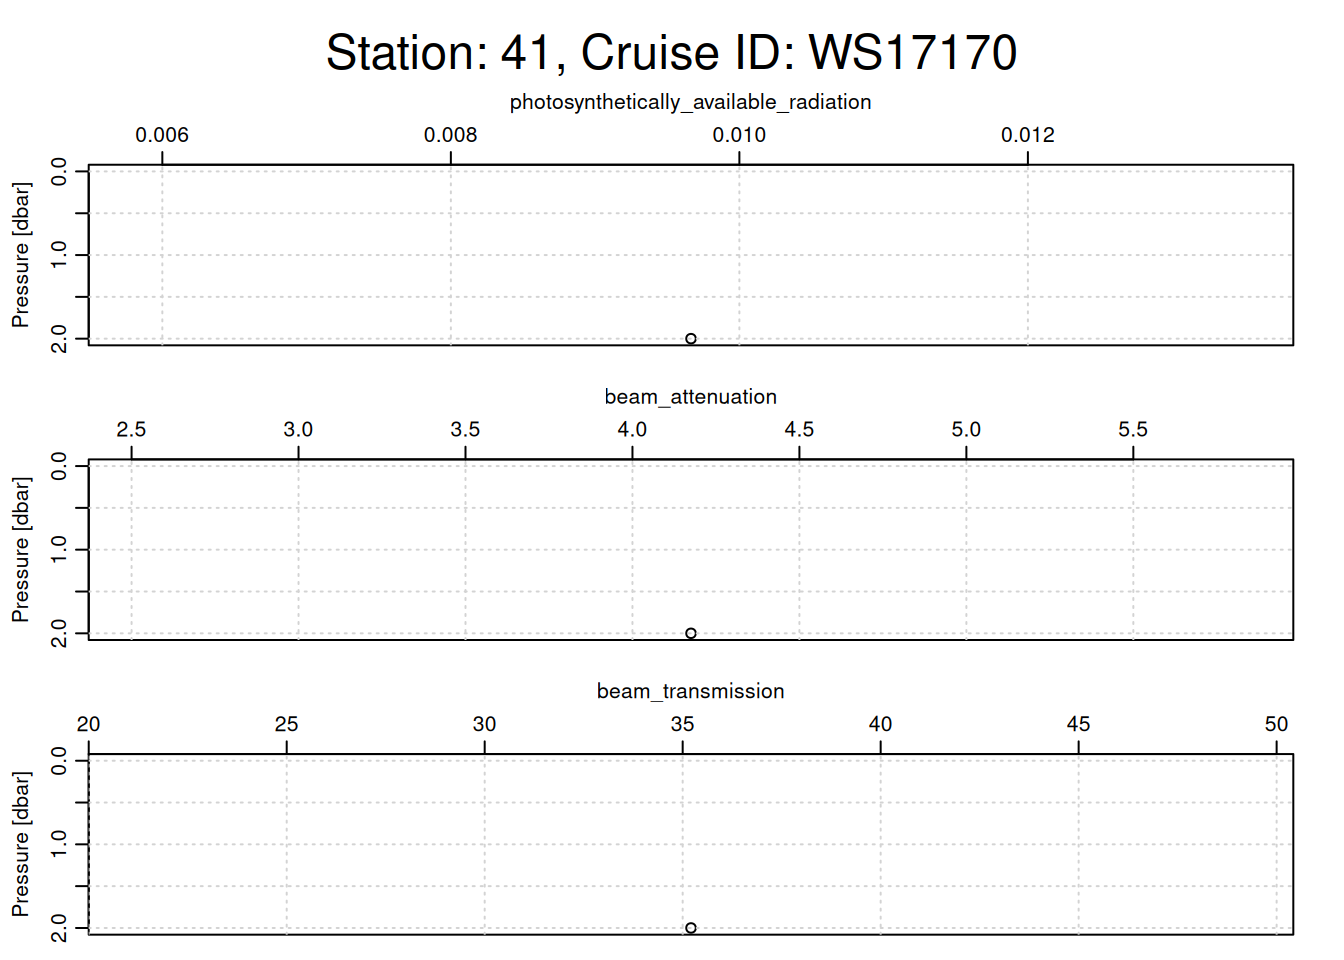 Station: 41, Cruise ID: WS17170
photosynthetically_available_radiation
0.006 0.008 0.010 0.012
Pressure [dbar]
0.0
1.0
2.0
beam_attenuation
2.5 3.0 3.5 4.0 4.5 5.0 5.5
Pressure [dbar]
0.0
1.0
2.0
beam_transmission
20 25 30 35 40 45 50
Pressure [dbar]
0.0
1.0
2.0